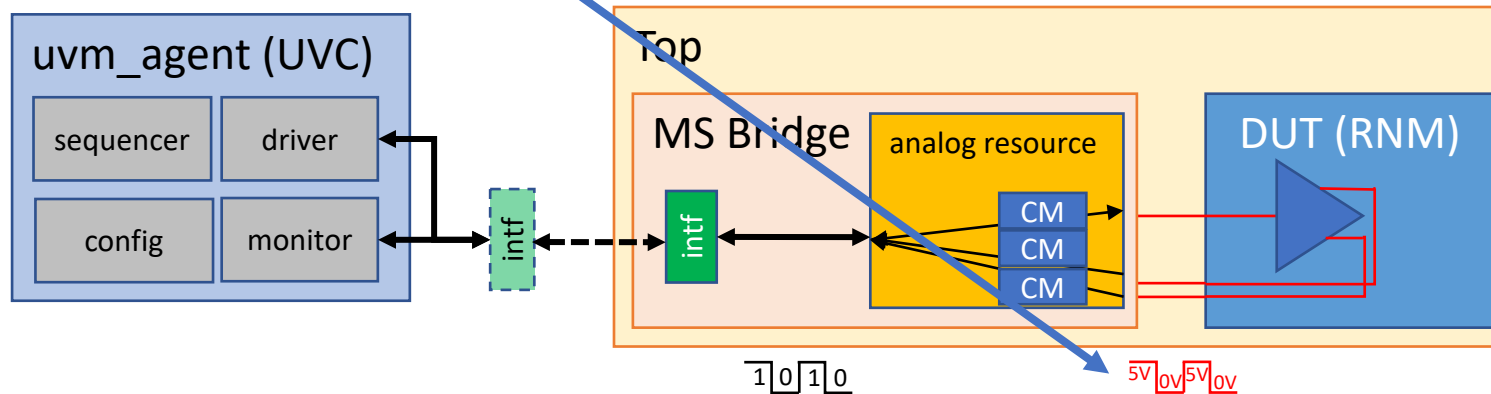 uvm_agent (UVC)
sequencer
driver
config
monitor
intf
Top
MS Bridge
intf
analog resource
CM
CM
CM
DUT (RNM)
1 0 1 0
5V 0V 5V 0V